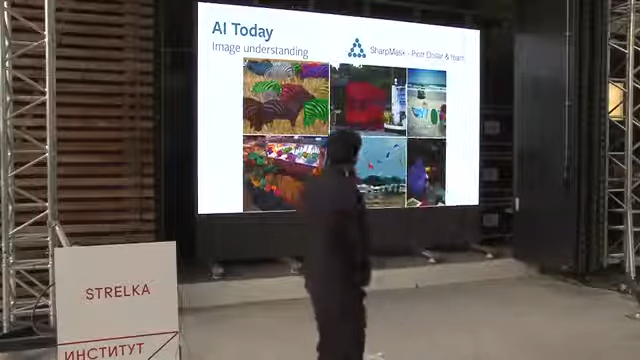 AI Today
Image understanding
SharpMask - Piotr Dollar & team
STRELKA
ИНСТИТУТ